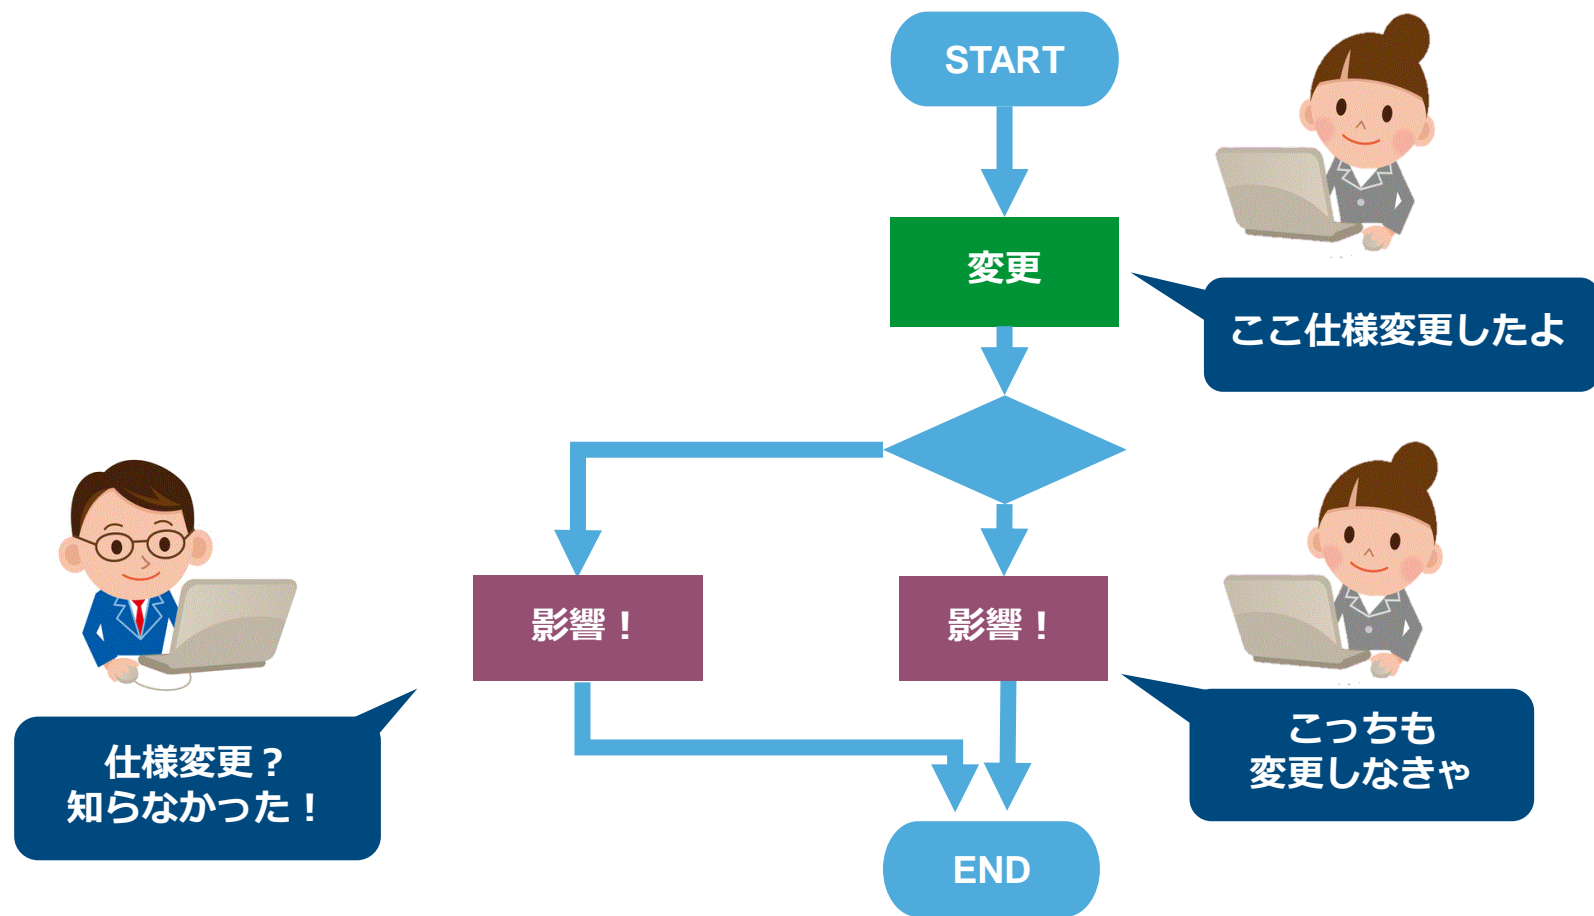 START
変更
ここ仕様変更したよ
影響！
影響！
仕様変更？
知らなかった！
こっちも
変更しなきゃ
END